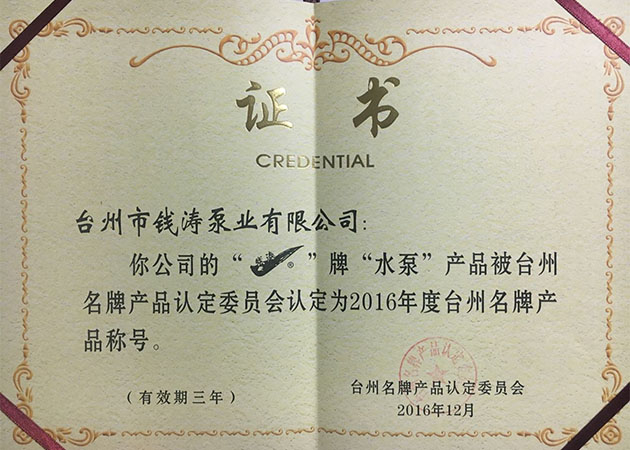 证书
CREDENTIAL
台州市钱涛泵业有限公司:
你公司的“钱涛®”牌“水泵”产品被台州
名牌产品认定委员会认定为2016年度台州名牌产
品称号。
(有效期三年)
台州名牌产品认定委员会
2016年12月